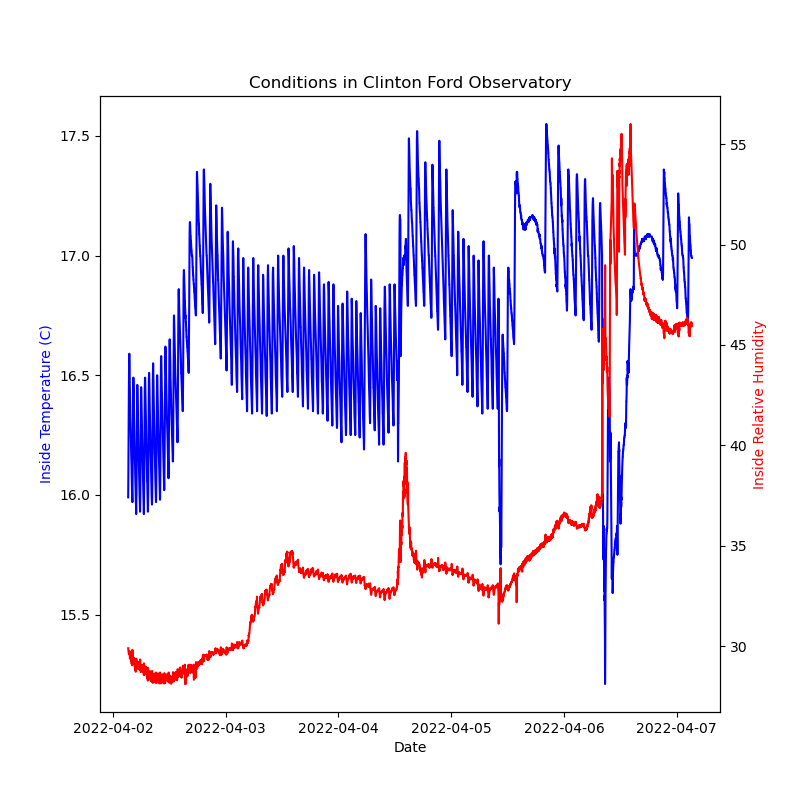 Conditions in Clinton Ford Observatory
17.5
17.0
16.5
16.0
15.5
Inside Temperature (C)
55
50
45
40
35
30
Inside Relative Humidity
2022-04-02 2022-04-03 2022-04-04 2022-04-05 2022-04-06 2022-04-07
Date